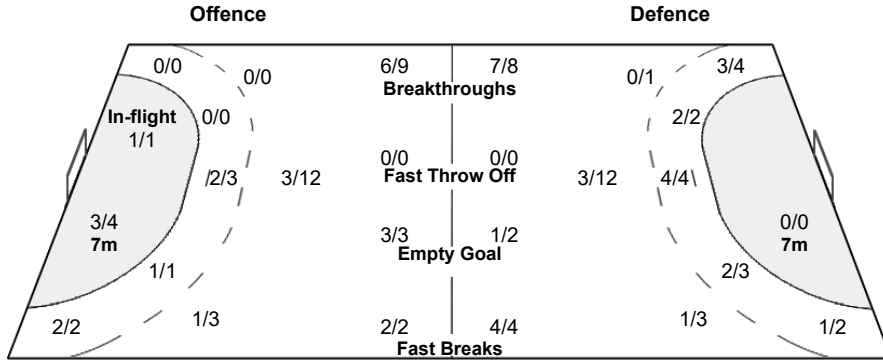 Offence Defence
0/0 0/0 6/9 7/8 0/1 3/4
Breakthroughs
In-flight 0/0 2/2
1/1
0/0 0/0
2/3 3/12 Fast Throw Off 3/12 4/4
3/4 3/3 1/2 0/0
7m Empty Goal 7m
1/1 2/3
2/2 1/3 2/2 4/4 1/3 1/2
Fast Breaks